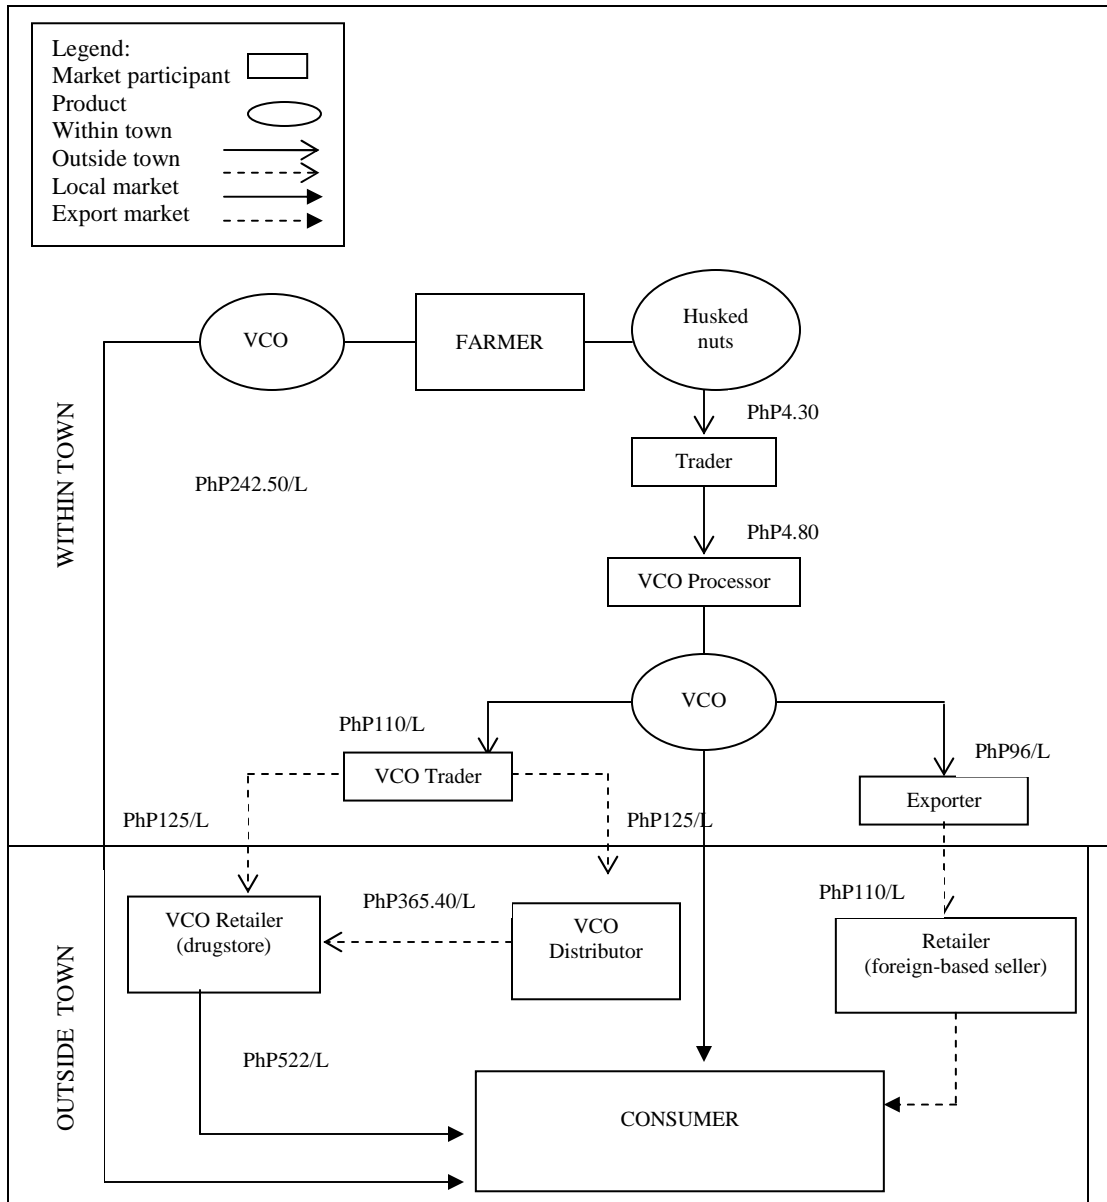 Legend:
Market participant
Product
Within town
Outside town
Local market
Export market
WITHIN TOWN
VCO
FARMER
Husked
nuts
PhP4.30
Trader
PhP242.50/L
PhP4.80
VCO Processor
VCO
PhP110/L
PhP96/L
VCO Trader
Exporter
PhP125/L
PhP125/L
OUTSIDE TOWN
PhP365.40/L
PhP110/L
VCO Retailer
(drugstore)
VCO
Distributor
Retailer
(foreign-based seller)
PhP522/L
CONSUMER